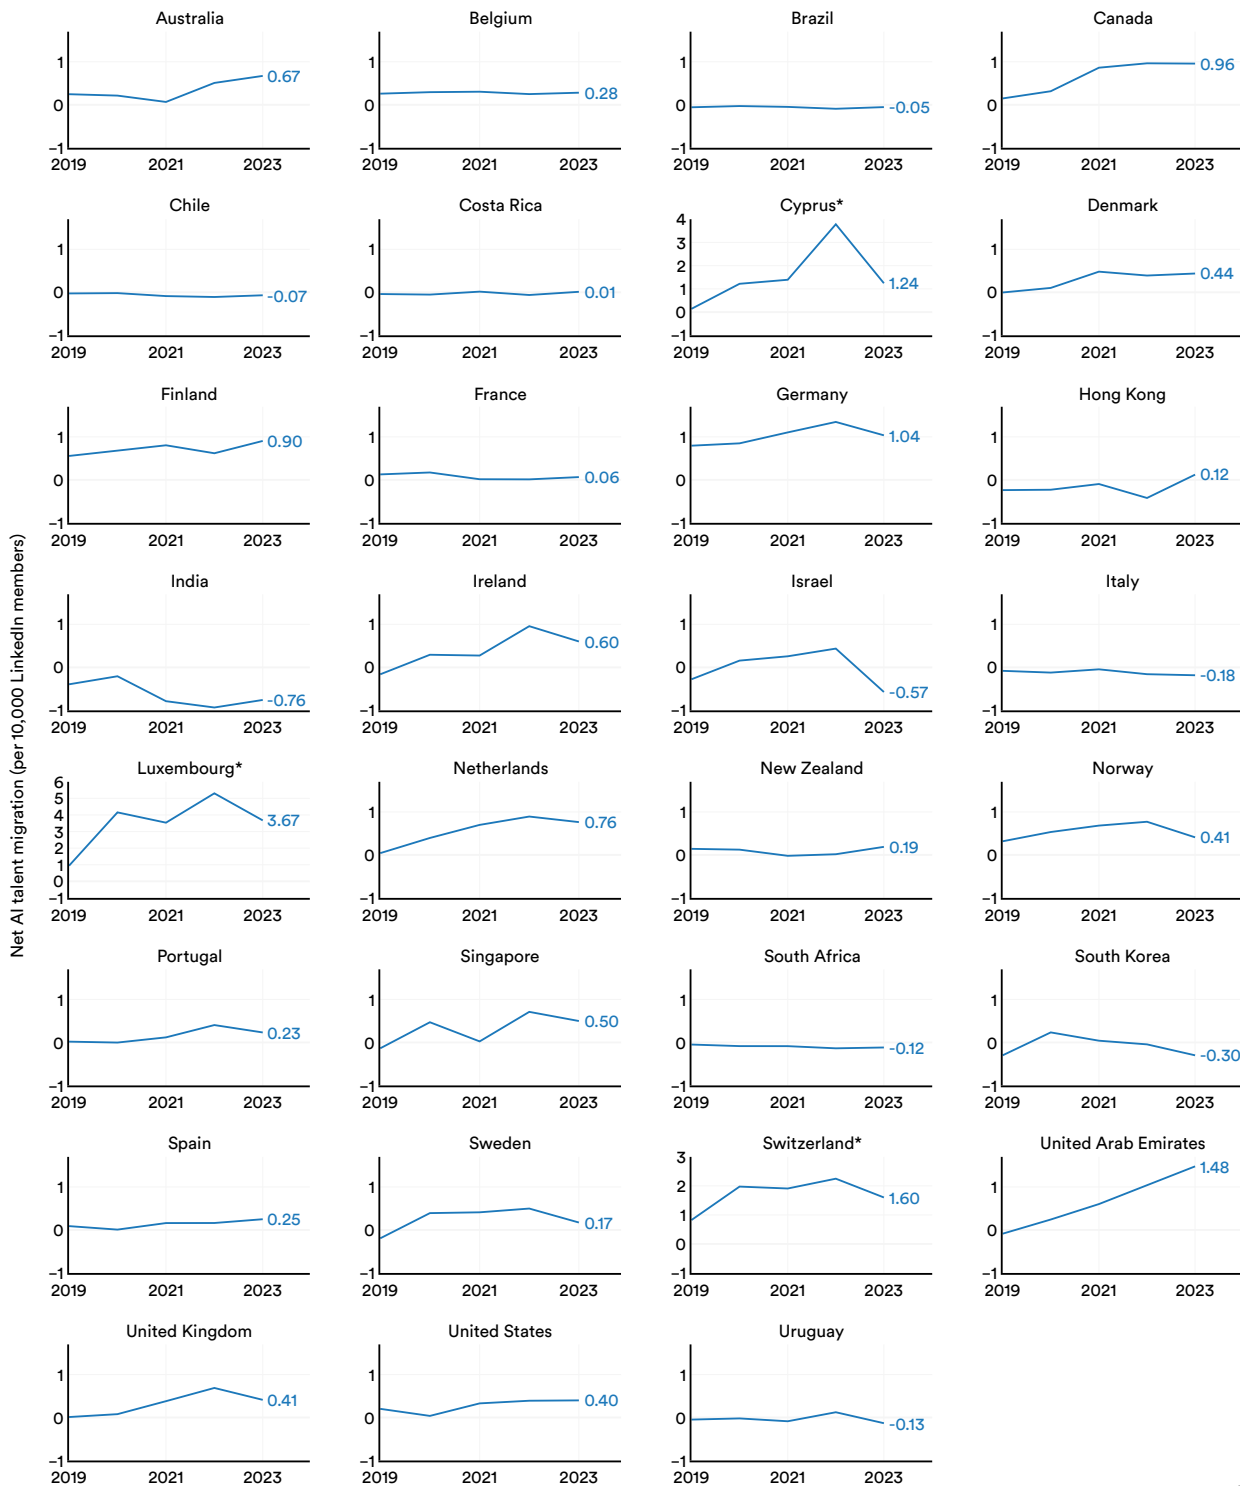 Net AI talent migration (per 10,000 LinkedIn members)
Australia
1
0
−1
2019 2021 2023
0.67
Belgium
1
0
−1
2019 2021 2023
0.28
Brazil
1
0
−1
2019 2021 2023
-0.05
Canada
1
0
−1
2019 2021 2023
0.96
Chile
1
0
−1
2019 2021 2023
-0.07
Costa Rica
1
0
−1
2019 2021 2023
0.01
Cyprus*
4
3
2
1
0
−1
2019 2021 2023
1.24
Denmark
1
0
−1
2019 2021 2023
0.44
Finland
1
0
−1
2019 2021 2023
0.90
France
1
0
−1
2019 2021 2023
0.06
Germany
1
0
−1
2019 2021 2023
1.04
Hong Kong
1
0
−1
2019 2021 2023
0.12
India
1
0
−1
2019 2021 2023
-0.76
Ireland
1
0
−1
2019 2021 2023
0.60
Israel
1
0
−1
2019 2021 2023
-0.57
Italy
1
0
−1
2019 2021 2023
-0.18
Luxembourg*
6
5
4
3
2
1
0
−1
2019 2021 2023
3.67
Netherlands
1
0
−1
2019 2021 2023
0.76
New Zealand
1
0
−1
2019 2021 2023
0.19
Norway
1
0
−1
2019 2021 2023
0.41
Portugal
1
0
−1
2019 2021 2023
0.23
Singapore
1
0
−1
2019 2021 2023
0.50
South Africa
1
0
−1
2019 2021 2023
-0.12
South Korea
1
0
−1
2019 2021 2023
-0.30
Spain
1
0
−1
2019 2021 2023
0.25
Sweden
1
0
−1
2019 2021 2023
0.17
Switzerland*
3
2
1
0
−1
2019 2021 2023
1.60
United Arab Emirates
1
0
−1
2019 2021 2023
1.48
United Kingdom
1
0
−1
2019 2021 2023
0.41
United States
1
0
−1
2019 2021 2023
0.40
Uruguay
1
0
−1
2019 2021 2023
-0.13